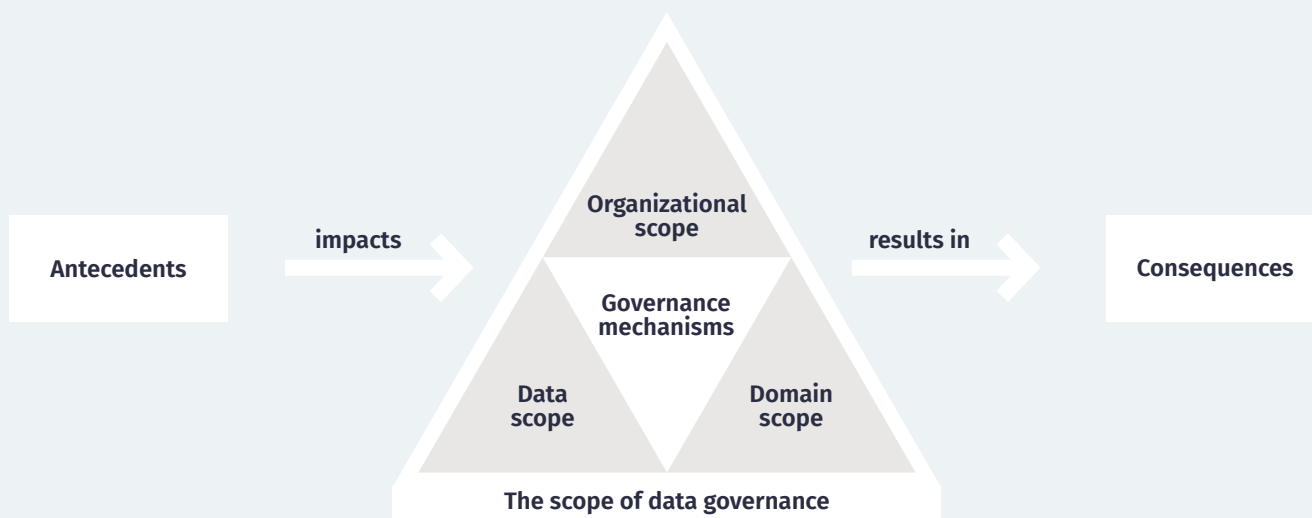 Antecedents
impacts
Organizational
scope
Governance
mechanisms
Data
scope
Domain
scope
The scope of data governance
results in
Consequences